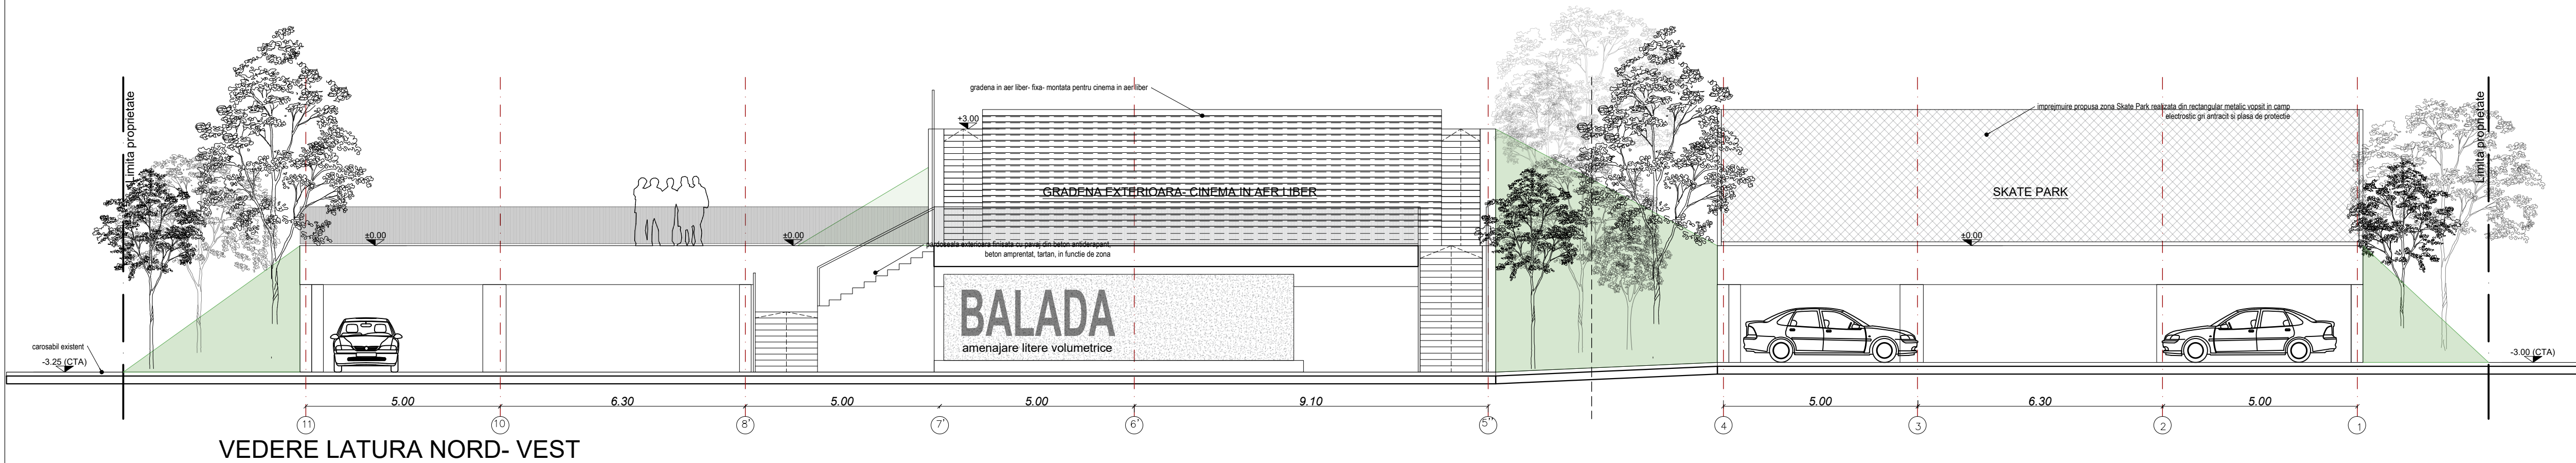 gradena in aer liber- fixa- montata pentru cinema in aer liber
imprejmuire propusa zona Skate Park realizata din rectangular metalic vopsit in camp
electrostic gri antracit si plasa de protectie
Limita proprietate
Limita proprietate
+3.00
GRADENA EXTERIOARA- CINEMA IN AER LIBER
SKATE PARK
±0.00
±0.00
±0.00
pardoseala exterioara finisata cu pavaj din beton antiderapant,
beton amprentat, tartan, in functie de zona
BALADA
amenajare litere volumetrice
carosabil existent
-3.25 (CTA)
-3.00 (CTA)
5.00 6.30 5.00 5.00 9.10 5.00 6.30 5.00
11 10 8' 7' 6' 5'' 4 3 2 1
VEDERE LATURA NORD- VEST